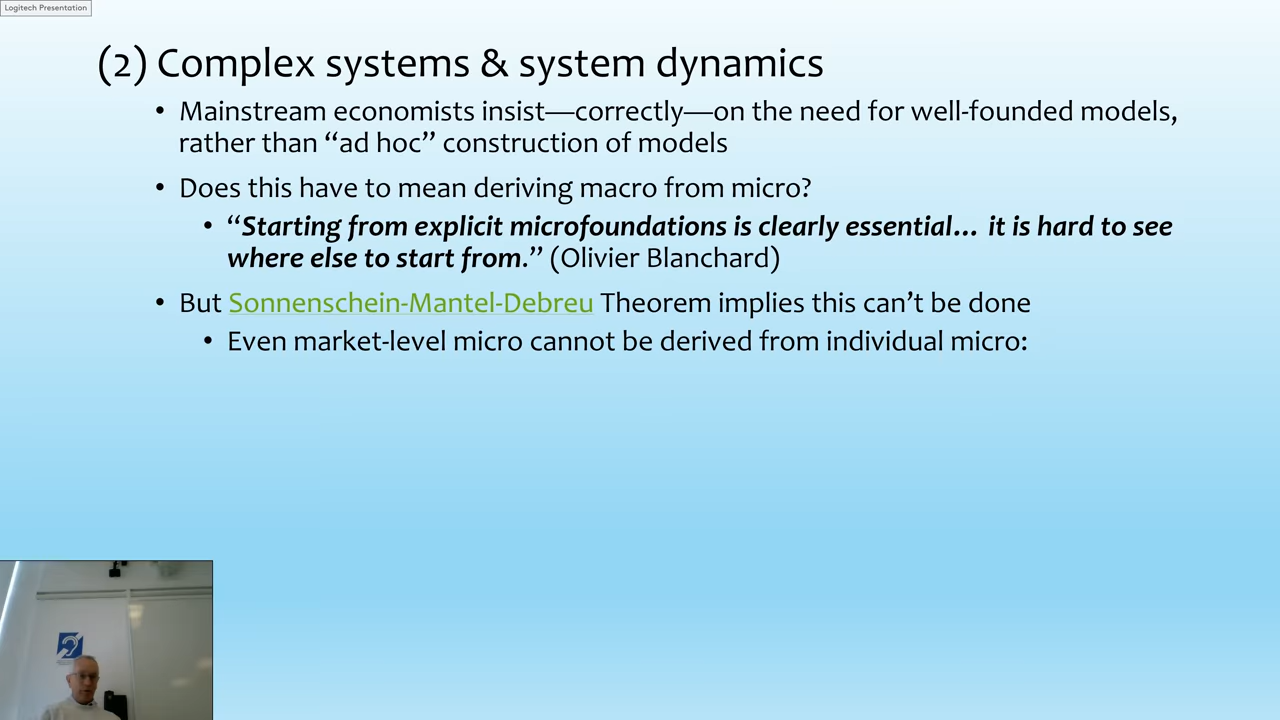 Logitech Presentation
(2) Complex systems & system dynamics
• Mainstream economists insist—correctly—on the need for well-founded models,
rather than “ad hoc” construction of models
• Does this have to mean deriving macro from micro?
• “Starting from explicit microfoundations is clearly essential… it is hard to see
where else to start from.” (Olivier Blanchard)
• But Sonnenschein-Mantel-Debreu Theorem implies this can’t be done
• Even market-level micro cannot be derived from individual micro: